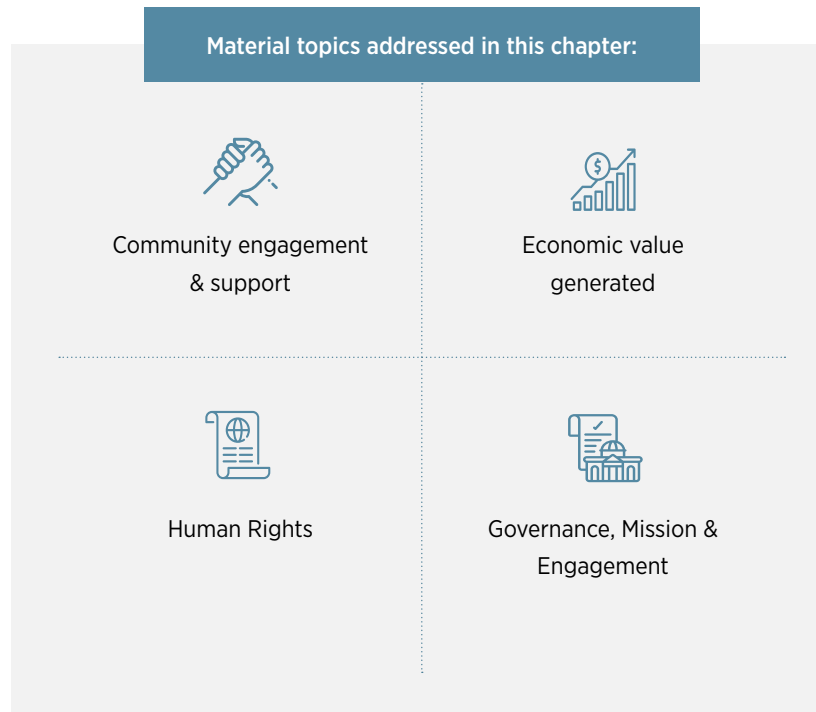 Material topics addressed in this chapter:
$
Community engagement
& support
Economic value
generated
Human Rights
Governance, Mission &
Engagement